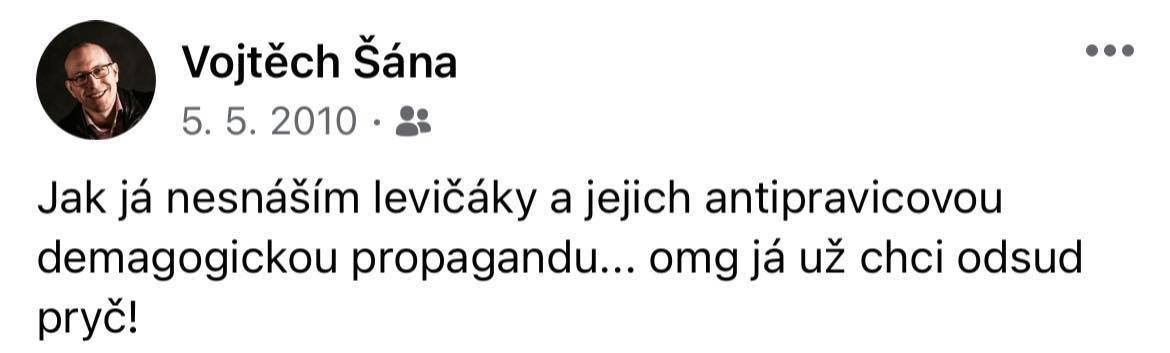 Vojtěch Šána
5. 5. 2010 ·
Jak já nesnáším levičáky a jejich antipravicovou
demagogickou propagandu... omg já už chci odsud
pryč!